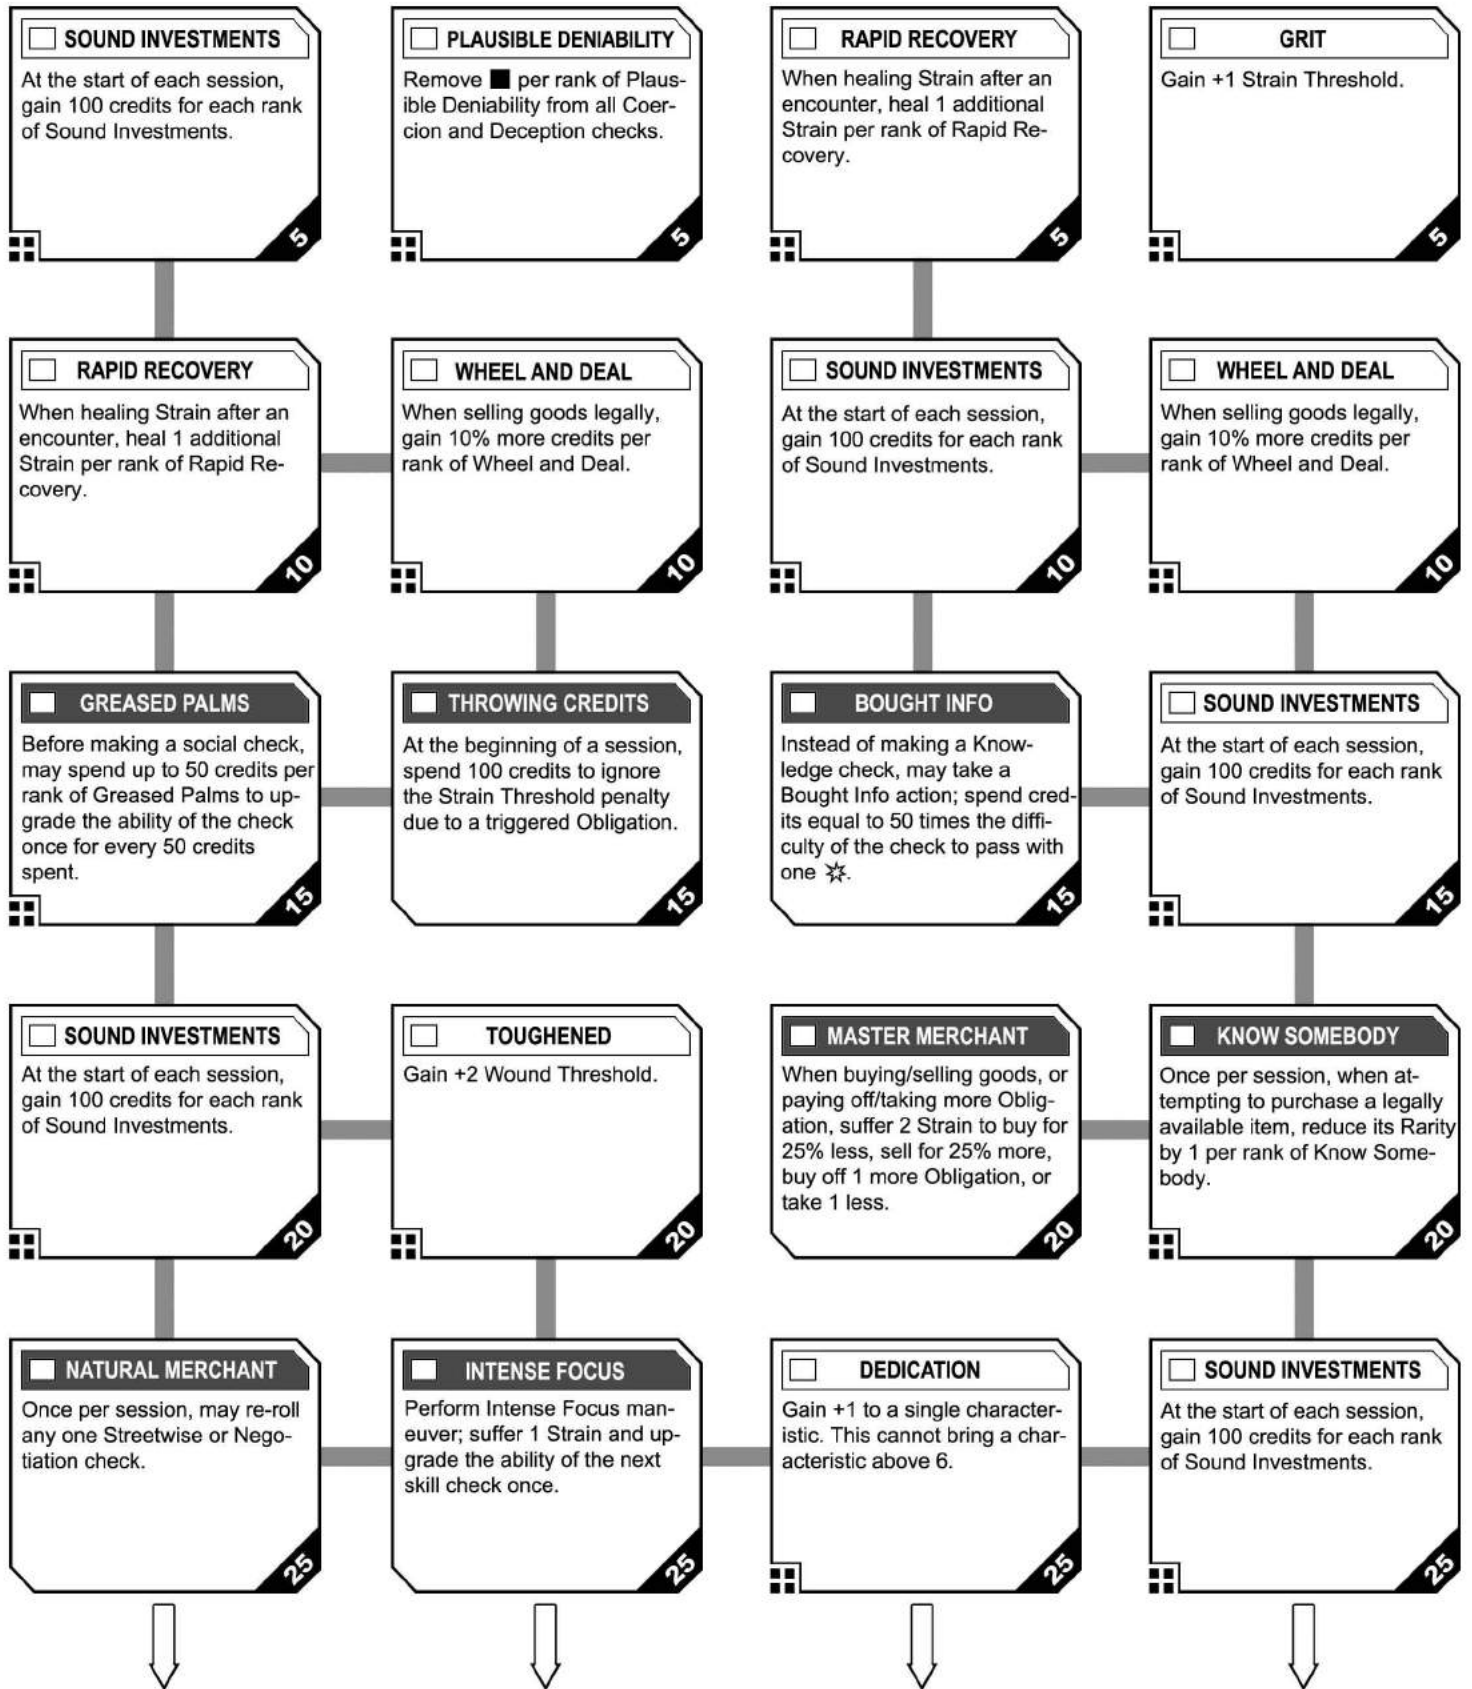 SOUND INVESTMENTS
At the start of each session,
gain 100 credits for each rank
of Sound Investments.
5
PLAUSIBLE DENIABILITY
Remove ■ per rank of Plaus-
ible Deniability from all Coer-
cion and Deception checks.
5
RAPID RECOVERY
When healing Strain after an
encounter, heal 1 additional
Strain per rank of Rapid Re-
covery.
5
GRIT
Gain +1 Strain Threshold.
5
RAPID RECOVERY
When healing Strain after an
encounter, heal 1 additional
Strain per rank of Rapid Re-
covery.
10
WHEEL AND DEAL
When selling goods legally,
gain 10% more credits per
rank of Wheel and Deal.
10
SOUND INVESTMENTS
At the start of each session,
gain 100 credits for each rank
of Sound Investments.
10
WHEEL AND DEAL
When selling goods legally,
gain 10% more credits per
rank of Wheel and Deal.
10
GREASED PALMS
Before making a social check,
may spend up to 50 credits per
rank of Greased Palms to up-
grade the ability of the check
once for every 50 credits
spent.
15
THROWING CREDITS
At the beginning of a session,
spend 100 credits to ignore
the Strain Threshold penalty
due to a triggered Obligation.
15
BOUGHT INFO
Instead of making a Know-
ledge check, may take a
Bought Info action; spend cred-
its equal to 50 times the diffi-
culty of the check to pass with
one .
15
SOUND INVESTMENTS
At the start of each session,
gain 100 credits for each rank
of Sound Investments.
15
SOUND INVESTMENTS
At the start of each session,
gain 100 credits for each rank
of Sound Investments.
20
TOUGHENED
Gain +2 Wound Threshold.
20
MASTER MERCHANT
When buying/selling goods, or
paying off/taking more Oblig-
ation, suffer 2 Strain to buy for
25% less, sell for 25% more,
buy off 1 more Obligation, or
take 1 less.
20
KNOW SOMEBODY
Once per session, when at-
tempting to purchase a legally
available item, reduce its Rarity
by 1 per rank of Know Some-
body.
20
NATURAL MERCHANT
Once per session, may re-roll
any one Streetwise or Nego-
tiation check.
25
INTENSE FOCUS
Perform Intense Focus man-
euver; suffer 1 Strain and up-
grade the ability of the next
skill check once.
25
DEDICATION
Gain +1 to a single character-
istic. This cannot bring a char-
acteristic above 6.
25
SOUND INVESTMENTS
At the start of each session,
gain 100 credits for each rank
of Sound Investments.
25